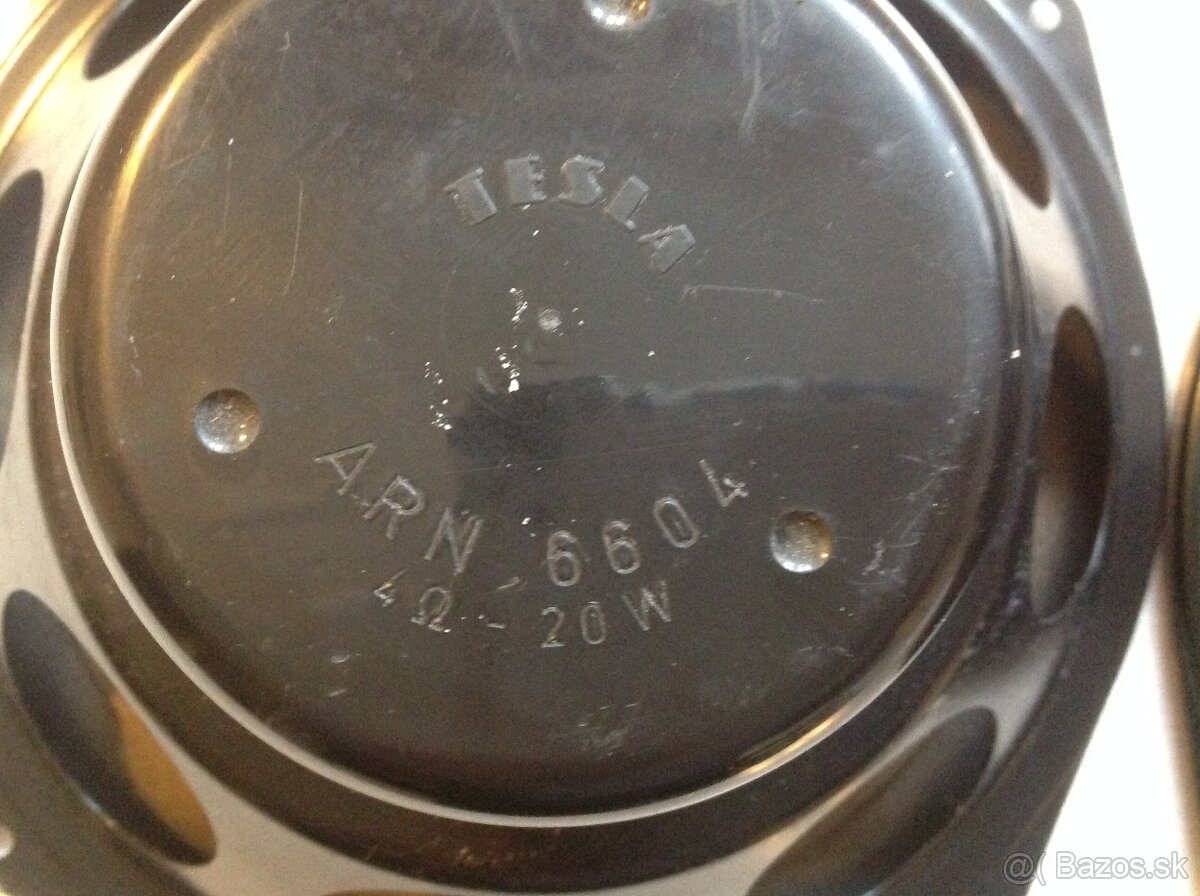 TESLA
ARN 6604
4Ω - 20W
@( Bazos.sk